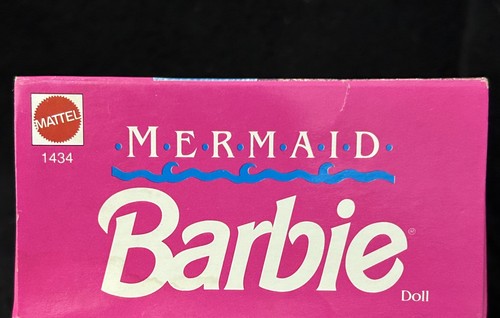 MATTEL
1434
·M·E·R·M·A·I·D·
Barbie®
Doll